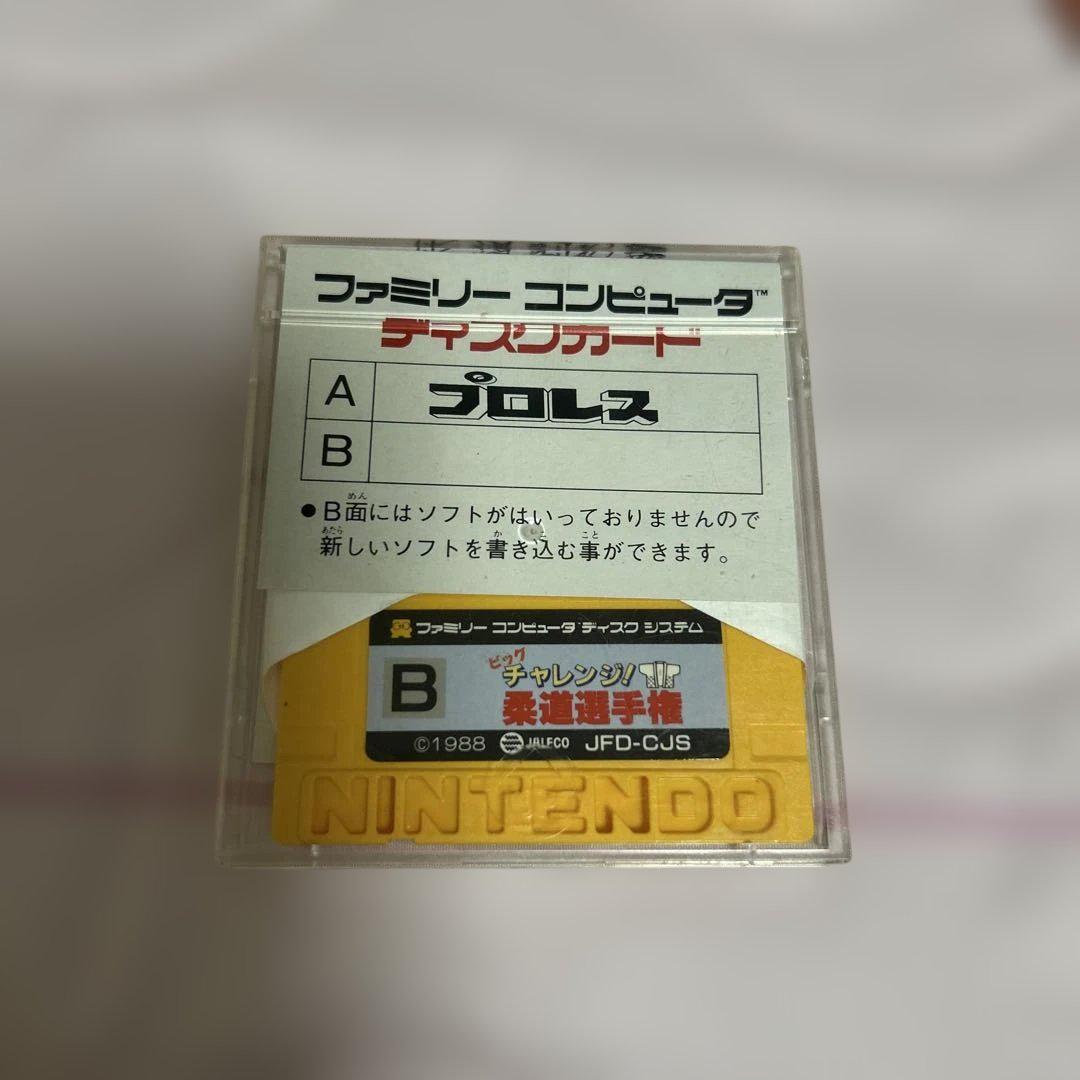 ファミリー コンピュータ™
ディスクカード
A プロレス
B
●B面にはソフトがはいっておりませんので
新しいソフトを書き込む事ができます。
ファミリー コンピュータ ディスク システム
B ビッグ
チャレンジ!
柔道選手権
©1988 JALECO JFD-CJS
NINTENDO